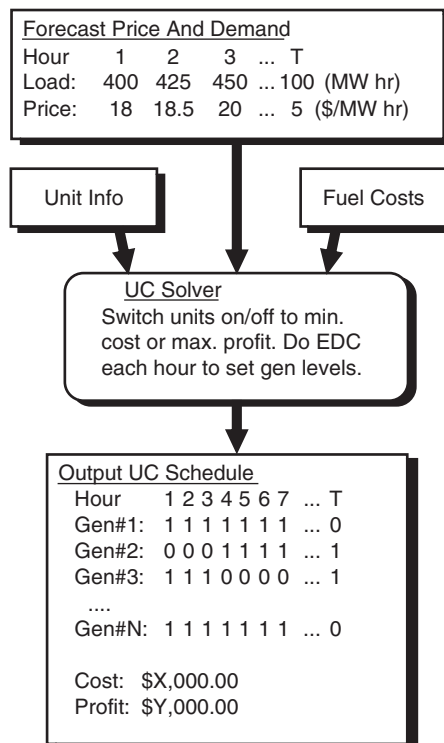 Forecast Price And Demand
Hour 1 2 3 ... T
Load: 400 425 450 ... 100 (MW hr)
Price: 18 18.5 20 ... 5 ($/MW hr)
Unit Info
Fuel Costs
UC Solver
Switch units on/off to min.
cost or max. profit. Do EDC
each hour to set gen levels.
Output UC Schedule
Hour 1 2 3 4 5 6 7 ... T
Gen#1: 1 1 1 1 1 1 1 ... 0
Gen#2: 0 0 0 1 1 1 1 ... 1
Gen#3: 1 1 1 0 0 0 0 ... 1
....
Gen#N: 1 1 1 1 1 1 1 ... 0
Cost: $X,000.00
Profit: $Y,000.00